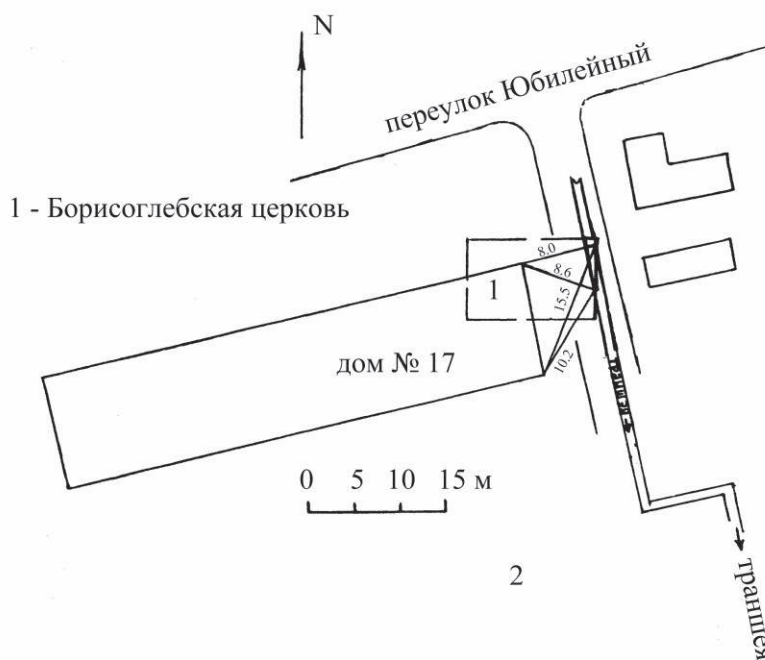 N
переулок Юбилейный
1 - Борисоглебская церковь
8.0
8.6
1
15.5
10.2
дом № 17
траншея
0 5 10 15 м
2
траншея